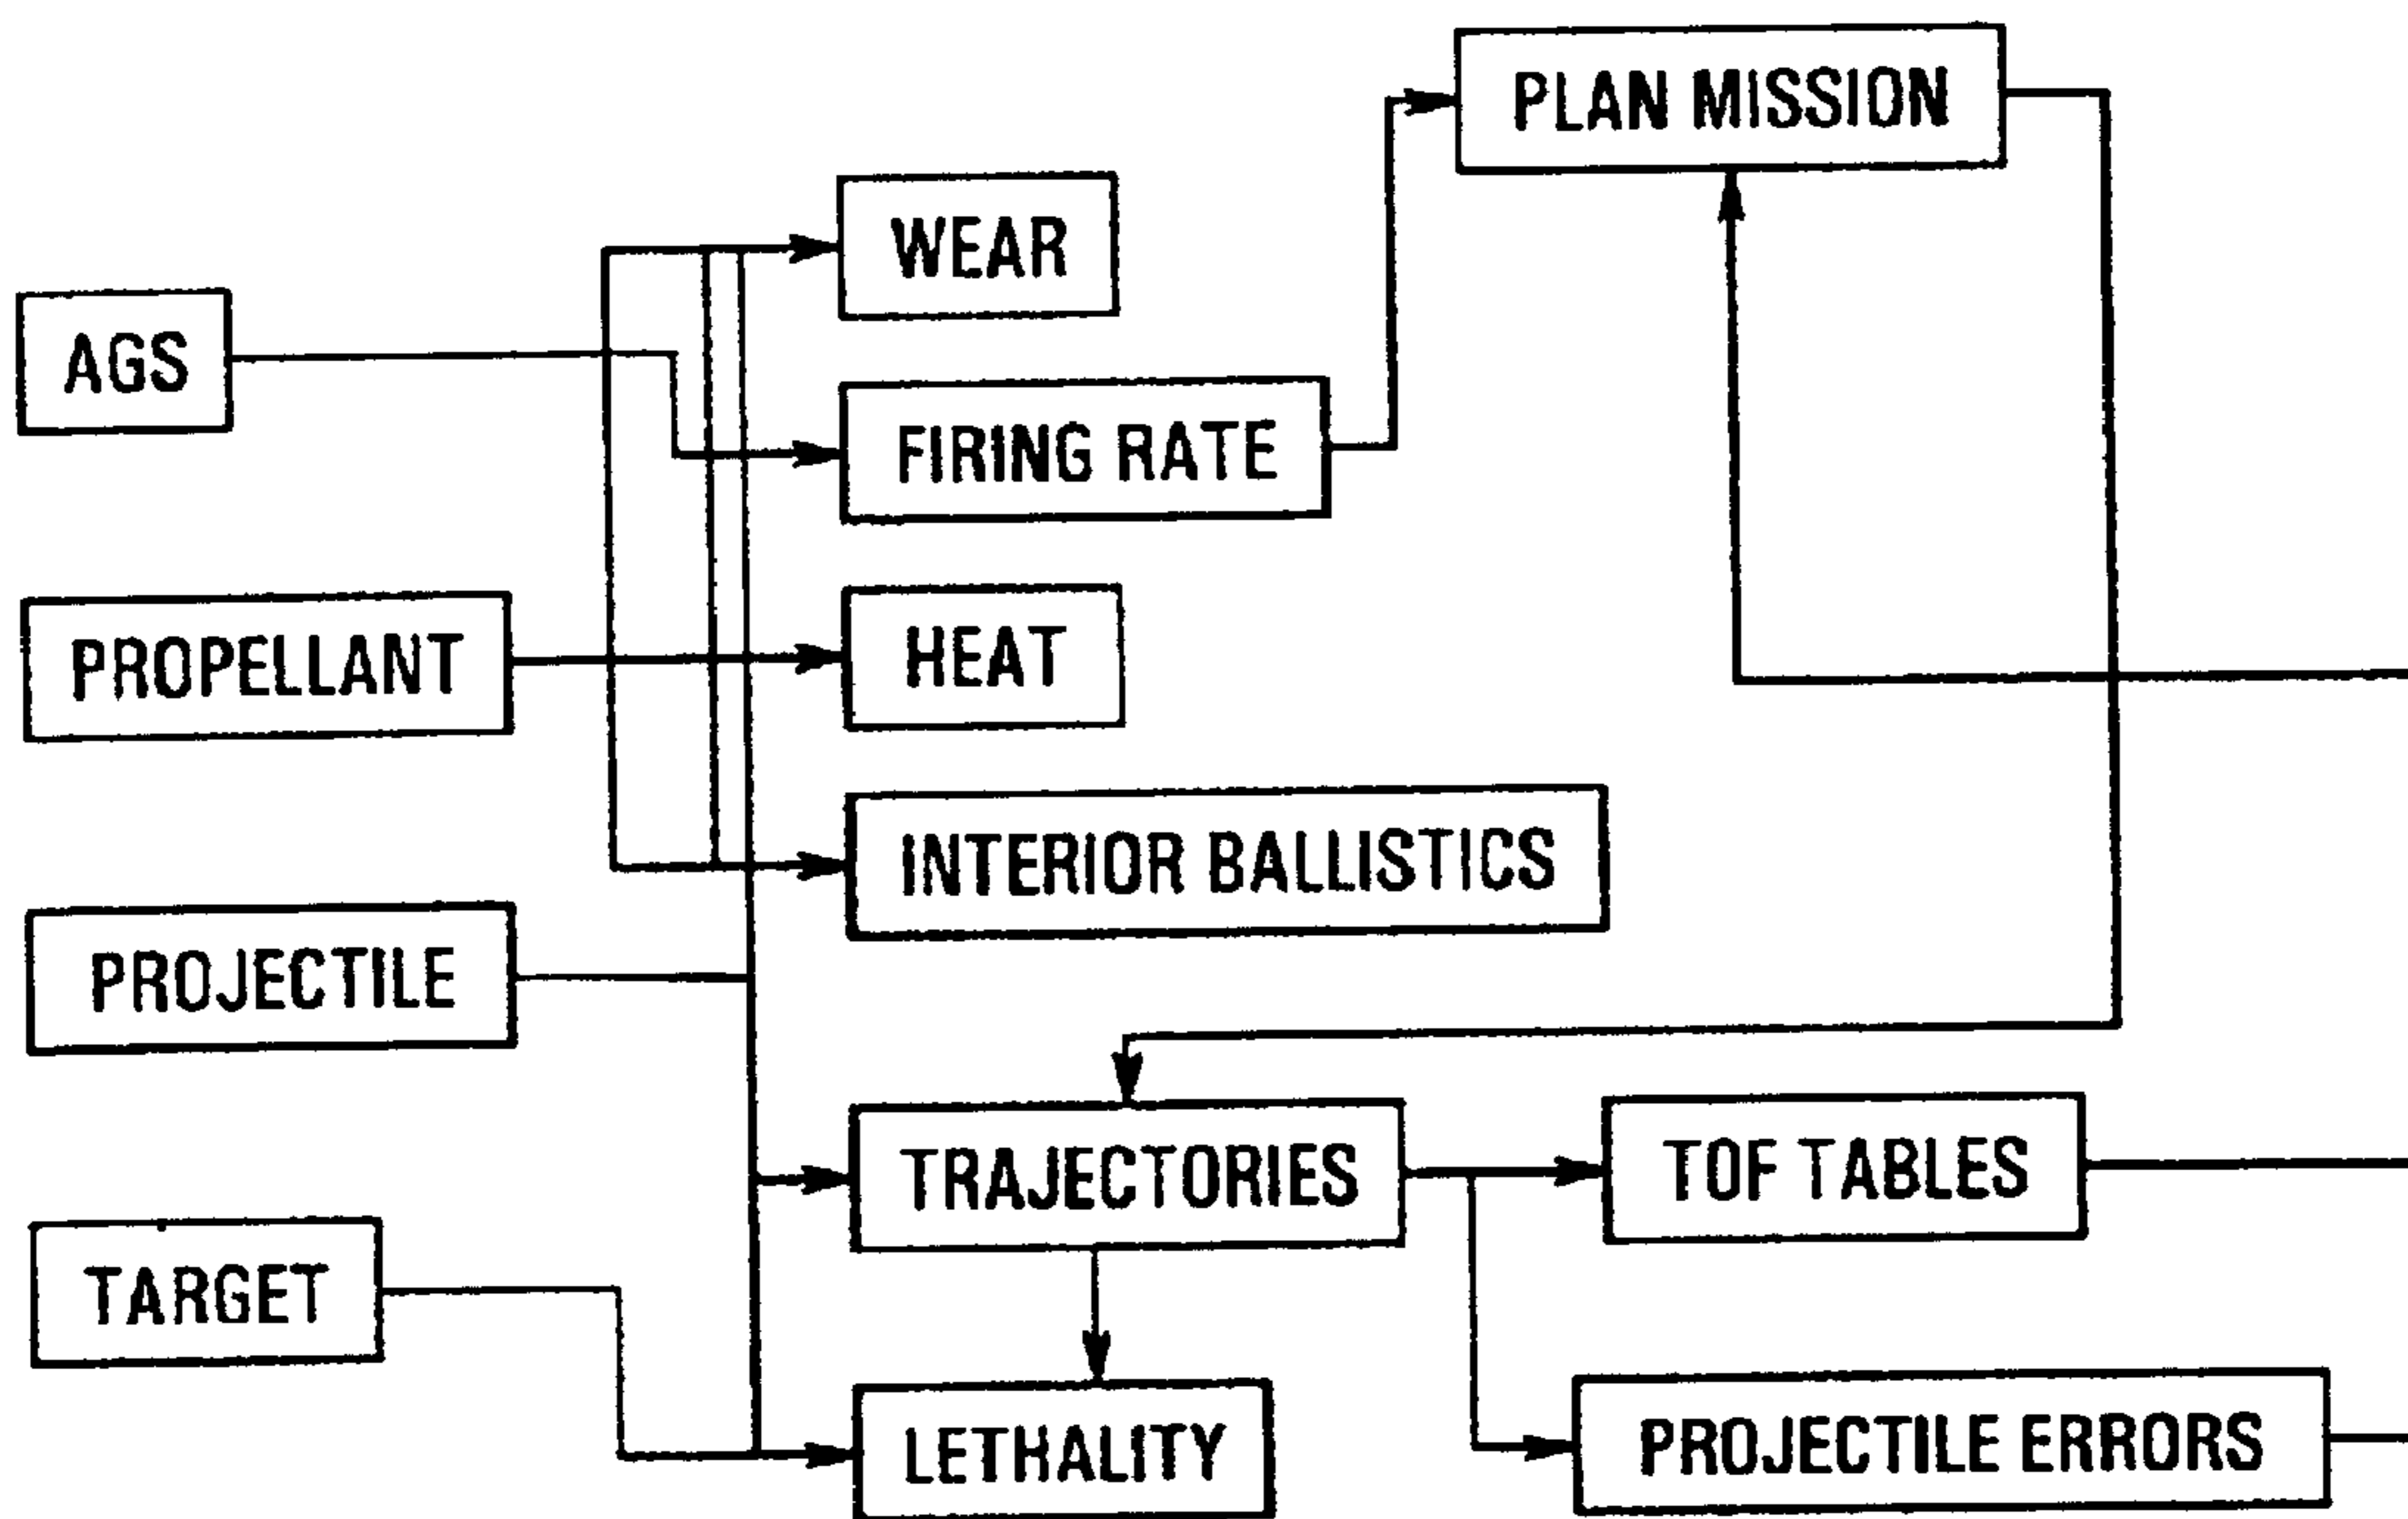 PLAN MISSION
WEAR
AGS
FIRING RATE
PROPELLANT
HEAT
INTERIOR BALLISTICS
PROJECTILE
TRAJECTORIES
TOF TABLES
TARGET
LETHALITY
PROJECTILE ERRORS